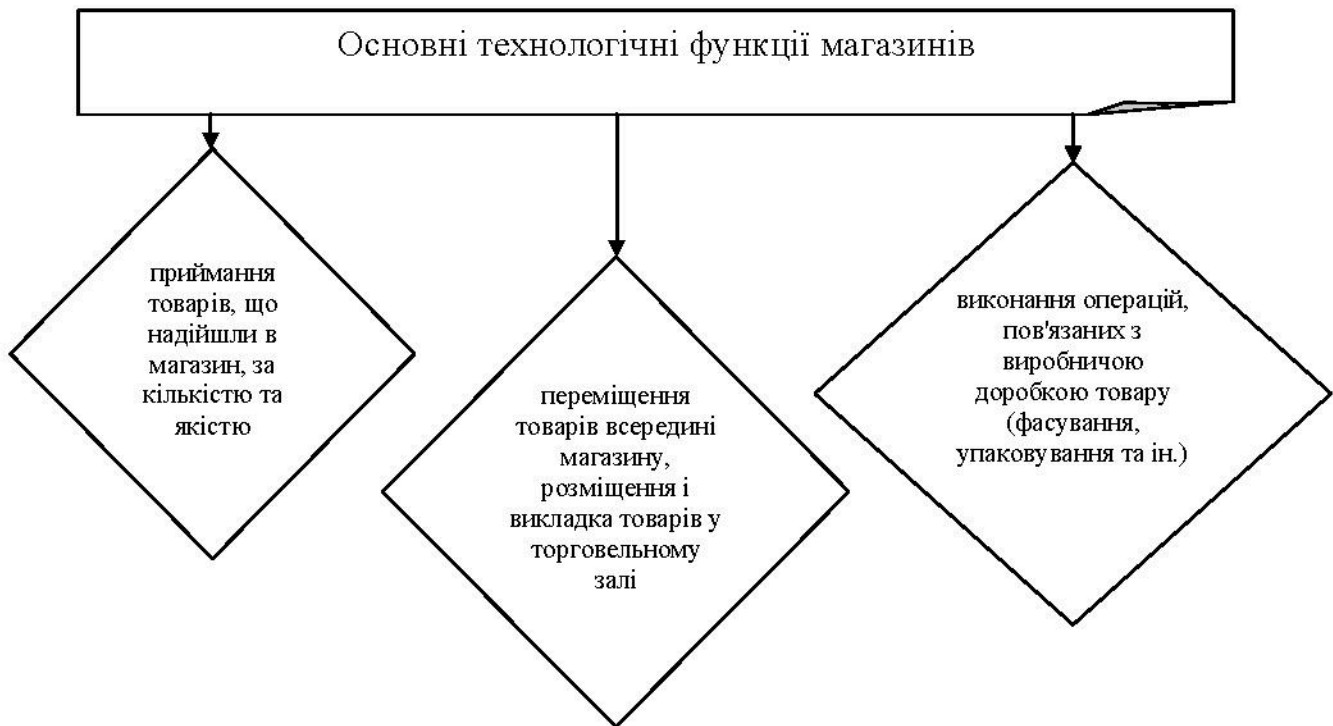 Основні технологічні функції магазинів
приймання
товарів, що
надійшли в
магазин, за
кількістю та
якістю
переміщення
товарів всередині
магазину,
розміщення і
викладка товарів у
торговельному
залі
виконання операцій,
пов'язаних з
виробничою
доробкою товару
(фасування,
упаковування та ін.)